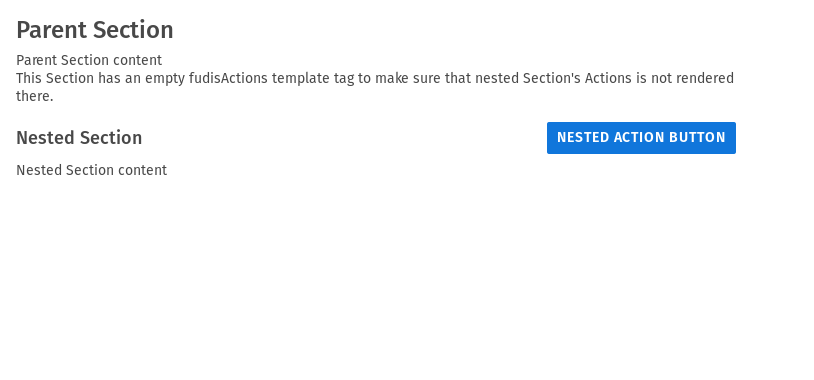 Parent Section
Parent Section content
This Section has an empty fudisActions template tag to make sure that nested Section's Actions is not rendered
there.
Nested Section
NESTED ACTION BUTTON
Nested Section content